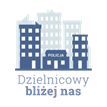 POLICJA
Dzielnicowy
bliżej nas